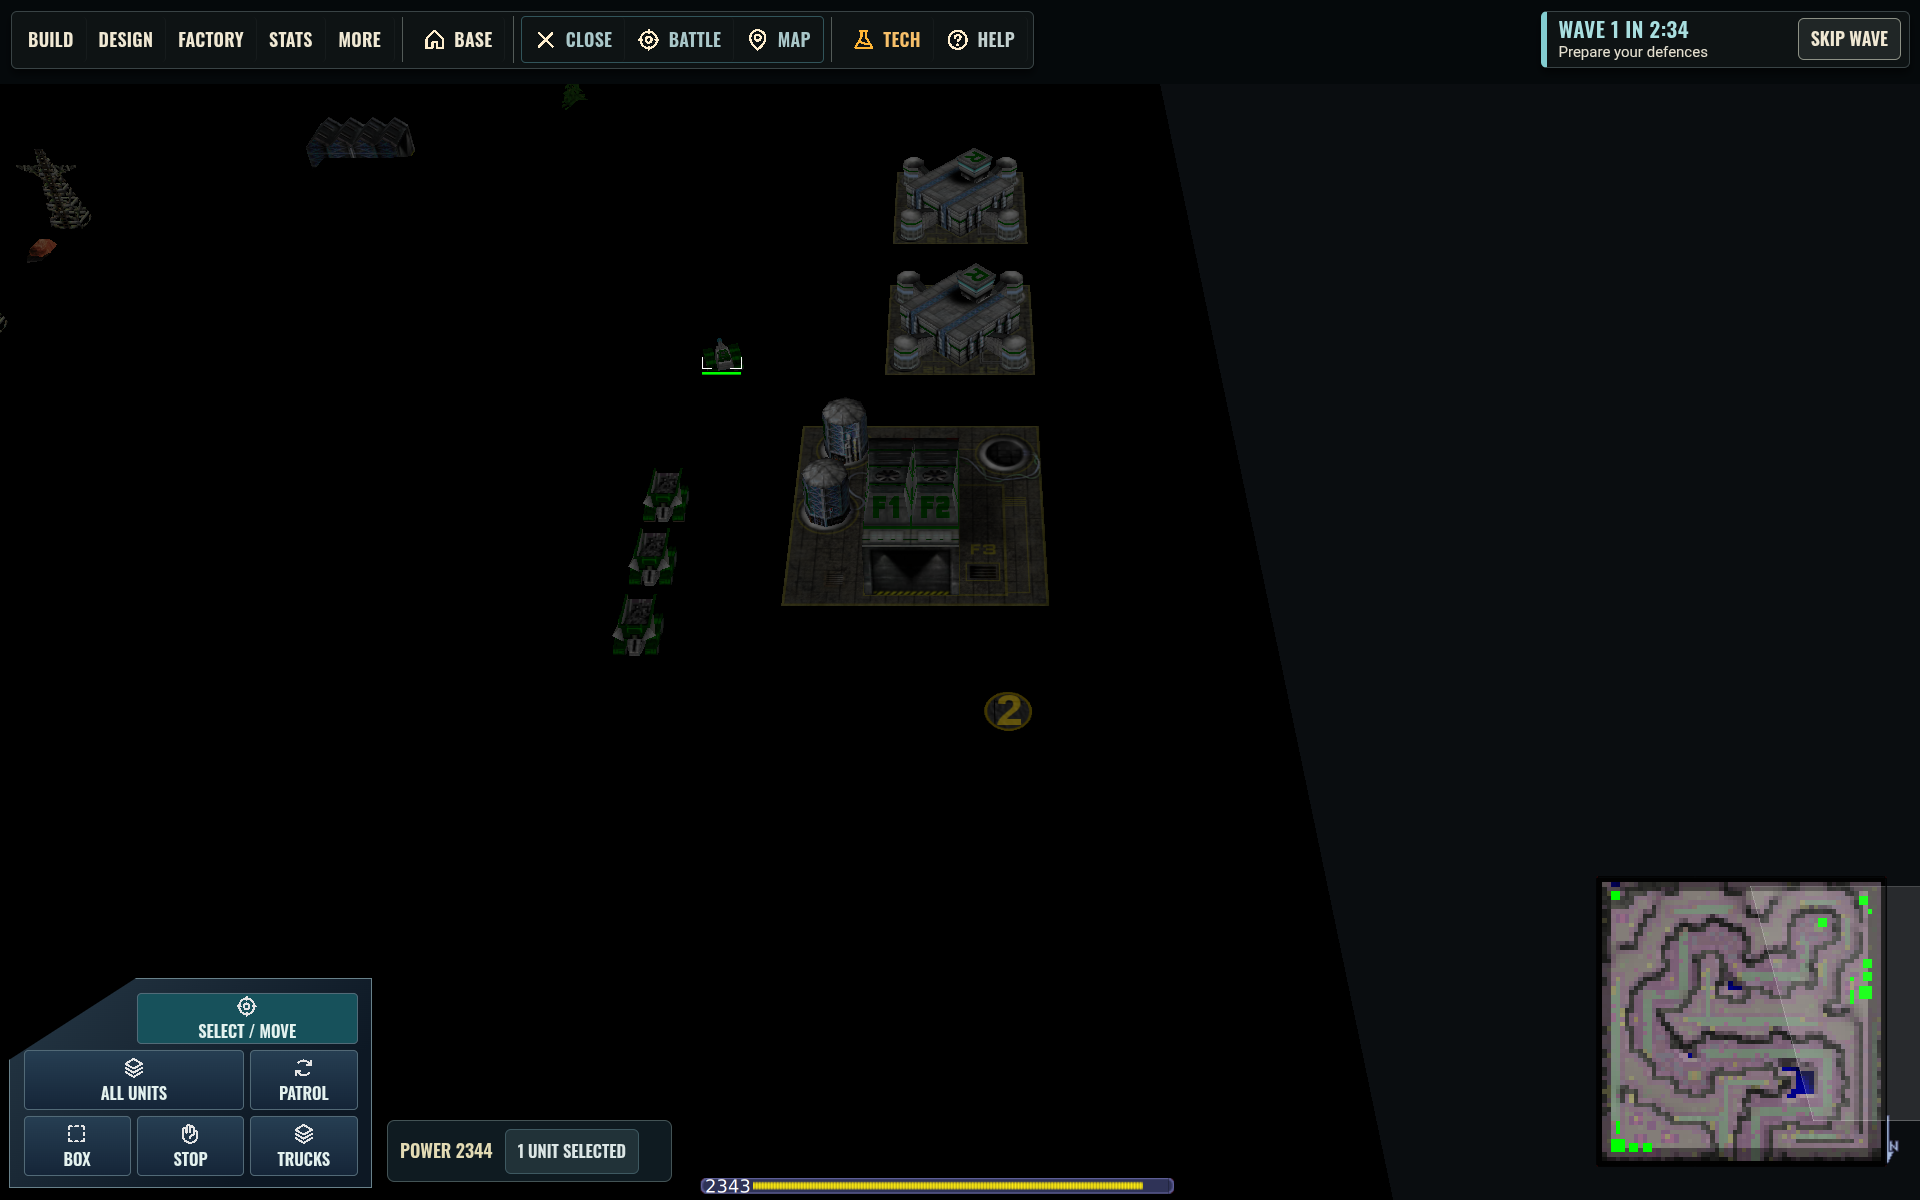 BUILD DESIGN FACTORY STATS MORE BASE CLOSE BATTLE MAP TECH HELP
WAVE 1 IN 2:34
Prepare your defences
SKIP WAVE
R
R
F1 F2
F3
2
SELECT / MOVE
ALL UNITS PATROL
BOX STOP TRUCKS
POWER 2344 1 UNIT SELECTED
2343
N